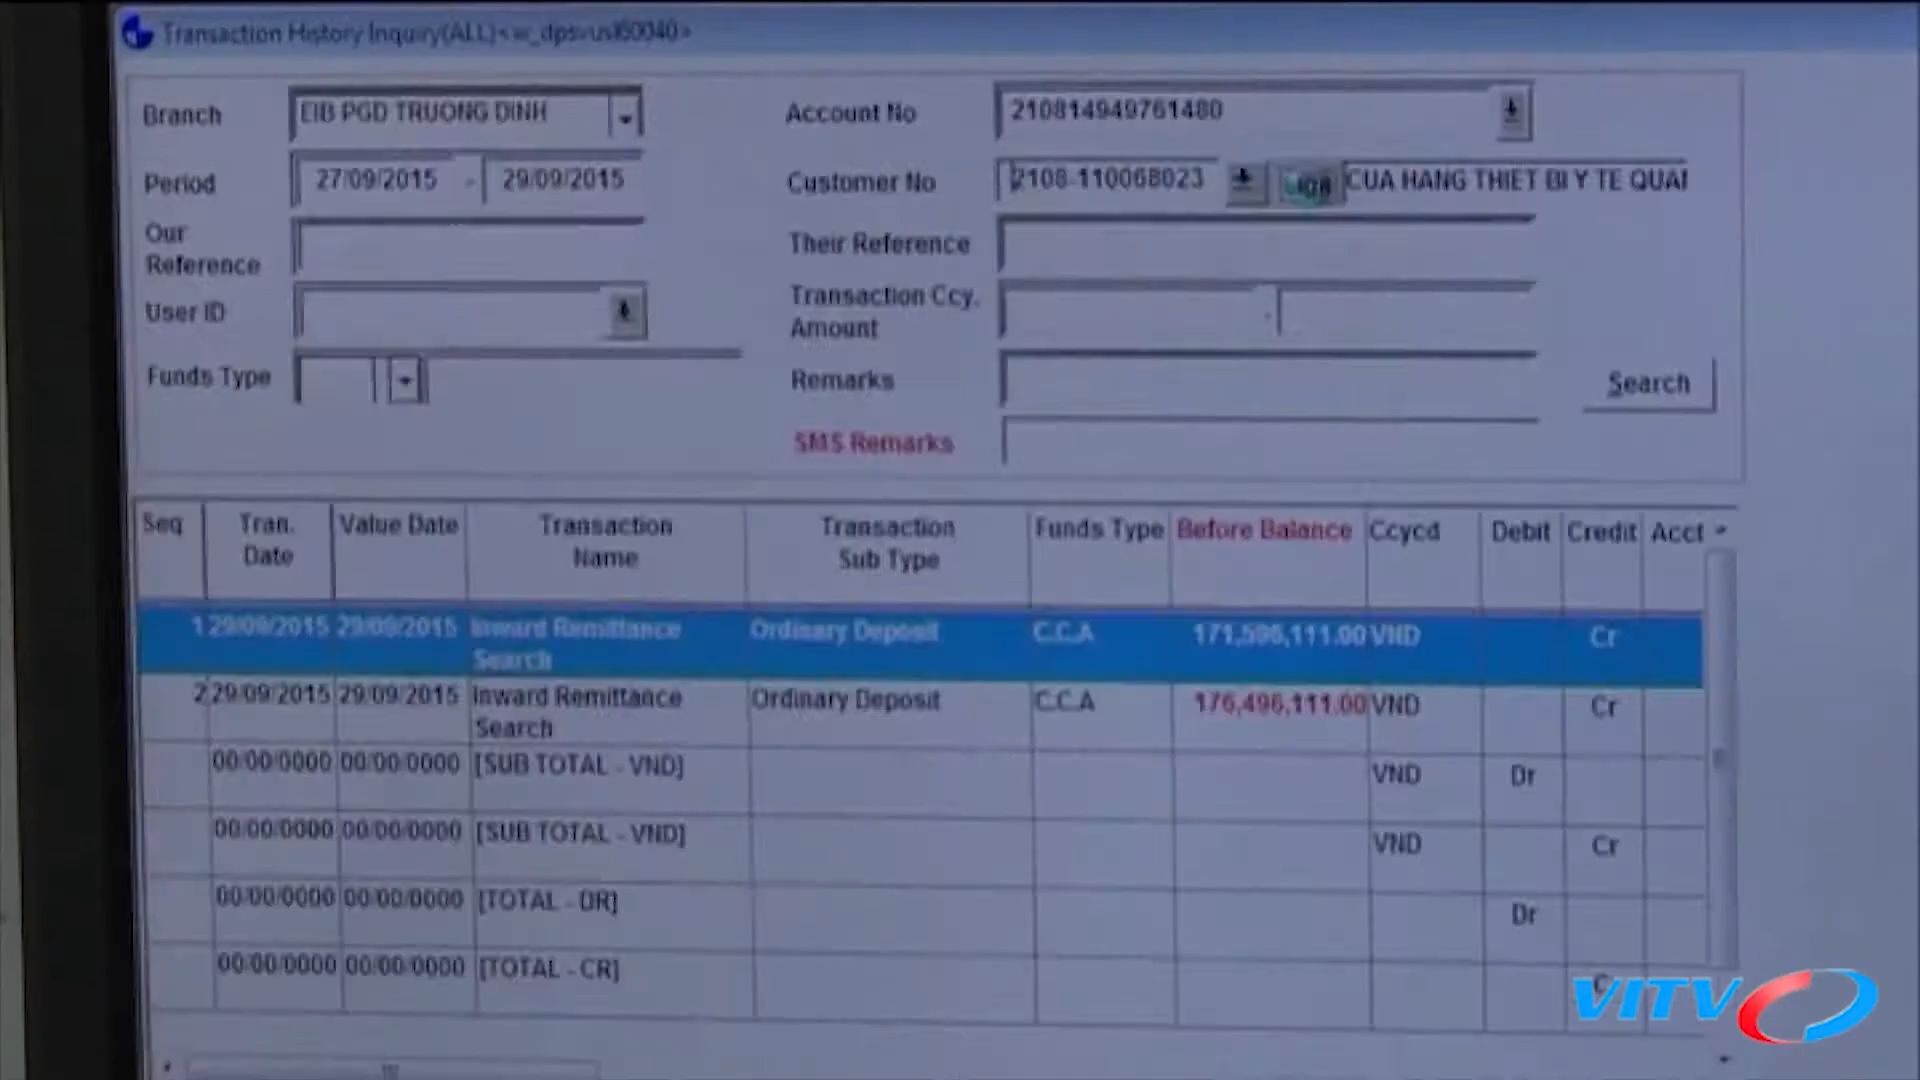 Transaction History Inquiry(ALL)<w_dpsvusl60040>
Branch EIB PGD TRUONG DINH Account No 210814949761480
Period 27/09/2015 - 29/09/2015 Customer No 2108-110068023 CUA HANG THIET BI Y TE QUAI
Our Reference Their Reference
User ID Transaction Ccy. Amount
Funds Type Remarks Search
SMS Remarks
Seq Tran. Date Value Date Transaction Name Transaction Sub Type Funds Type Before Balance Ccycd Debit Credit Acct
1 29/09/2015 29/09/2015 Inward Remittance Search Ordinary Deposit C.C.A 171,596,111.00 VND Cr
2 29/09/2015 29/09/2015 Inward Remittance Search Ordinary Deposit C.C.A 176,496,111.00 VND Cr
00/00/0000 00/00/0000 [SUB TOTAL - VND] VND Dr
00/00/0000 00/00/0000 [SUB TOTAL - VND] VND Cr
00/00/0000 00/00/0000 [TOTAL - DR] Dr
00/00/0000 00/00/0000 [TOTAL - CR]
VITV